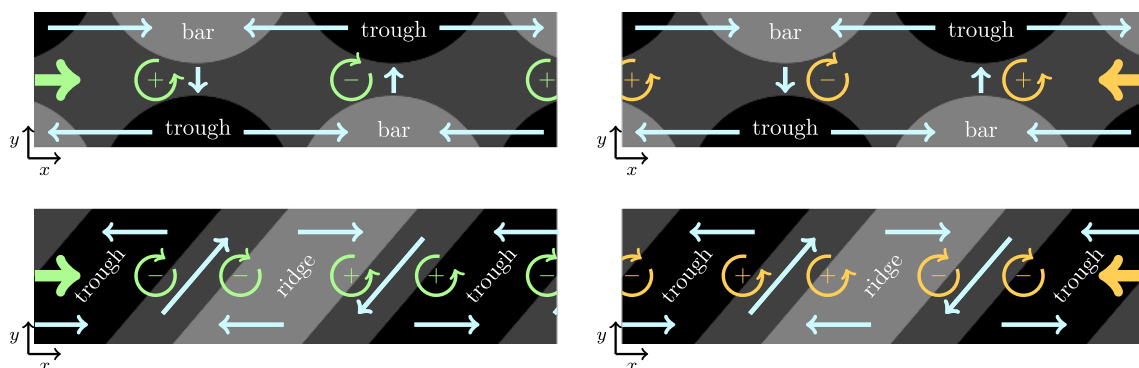 bar trough
+ − +
trough bar
y
x
bar trough
+ − +
trough bar
y
x
trough − − ridge + + trough −
y
x
− trough + + ridge − − trough
y
x